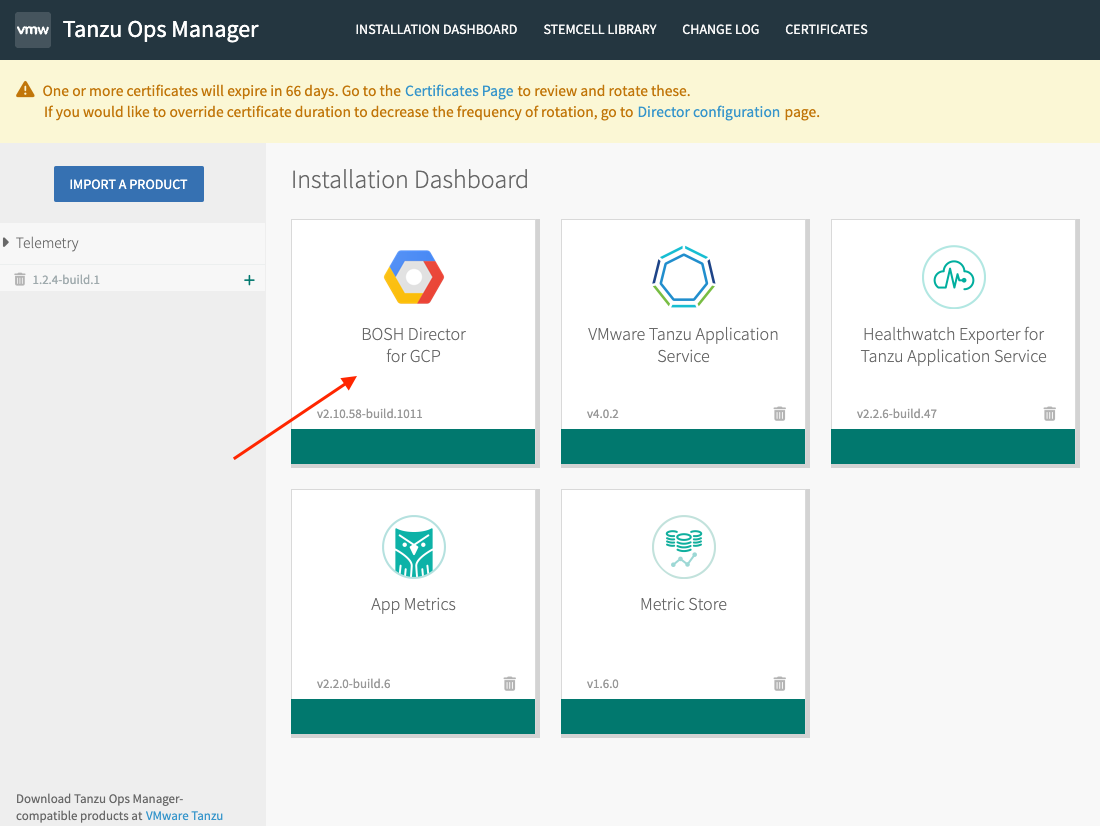 vmw Tanzu Ops Manager INSTALLATION DASHBOARD STEMCELL LIBRARY CHANGE LOG CERTIFICATES
One or more certificates will expire in 66 days. Go to the Certificates Page to review and rotate these.
If you would like to override certificate duration to decrease the frequency of rotation, go to Director configuration page.
IMPORT A PRODUCT
Telemetry
1.2.4-build.1 +
Installation Dashboard
BOSH Director
for GCP
v2.10.58-build.1011
VMware Tanzu Application
Service
v4.0.2
Healthwatch Exporter for
Tanzu Application Service
v2.2.6-build.47
App Metrics
v2.2.0-build.6
Metric Store
v1.6.0
Download Tanzu Ops Manager-
compatible products at VMware Tanzu